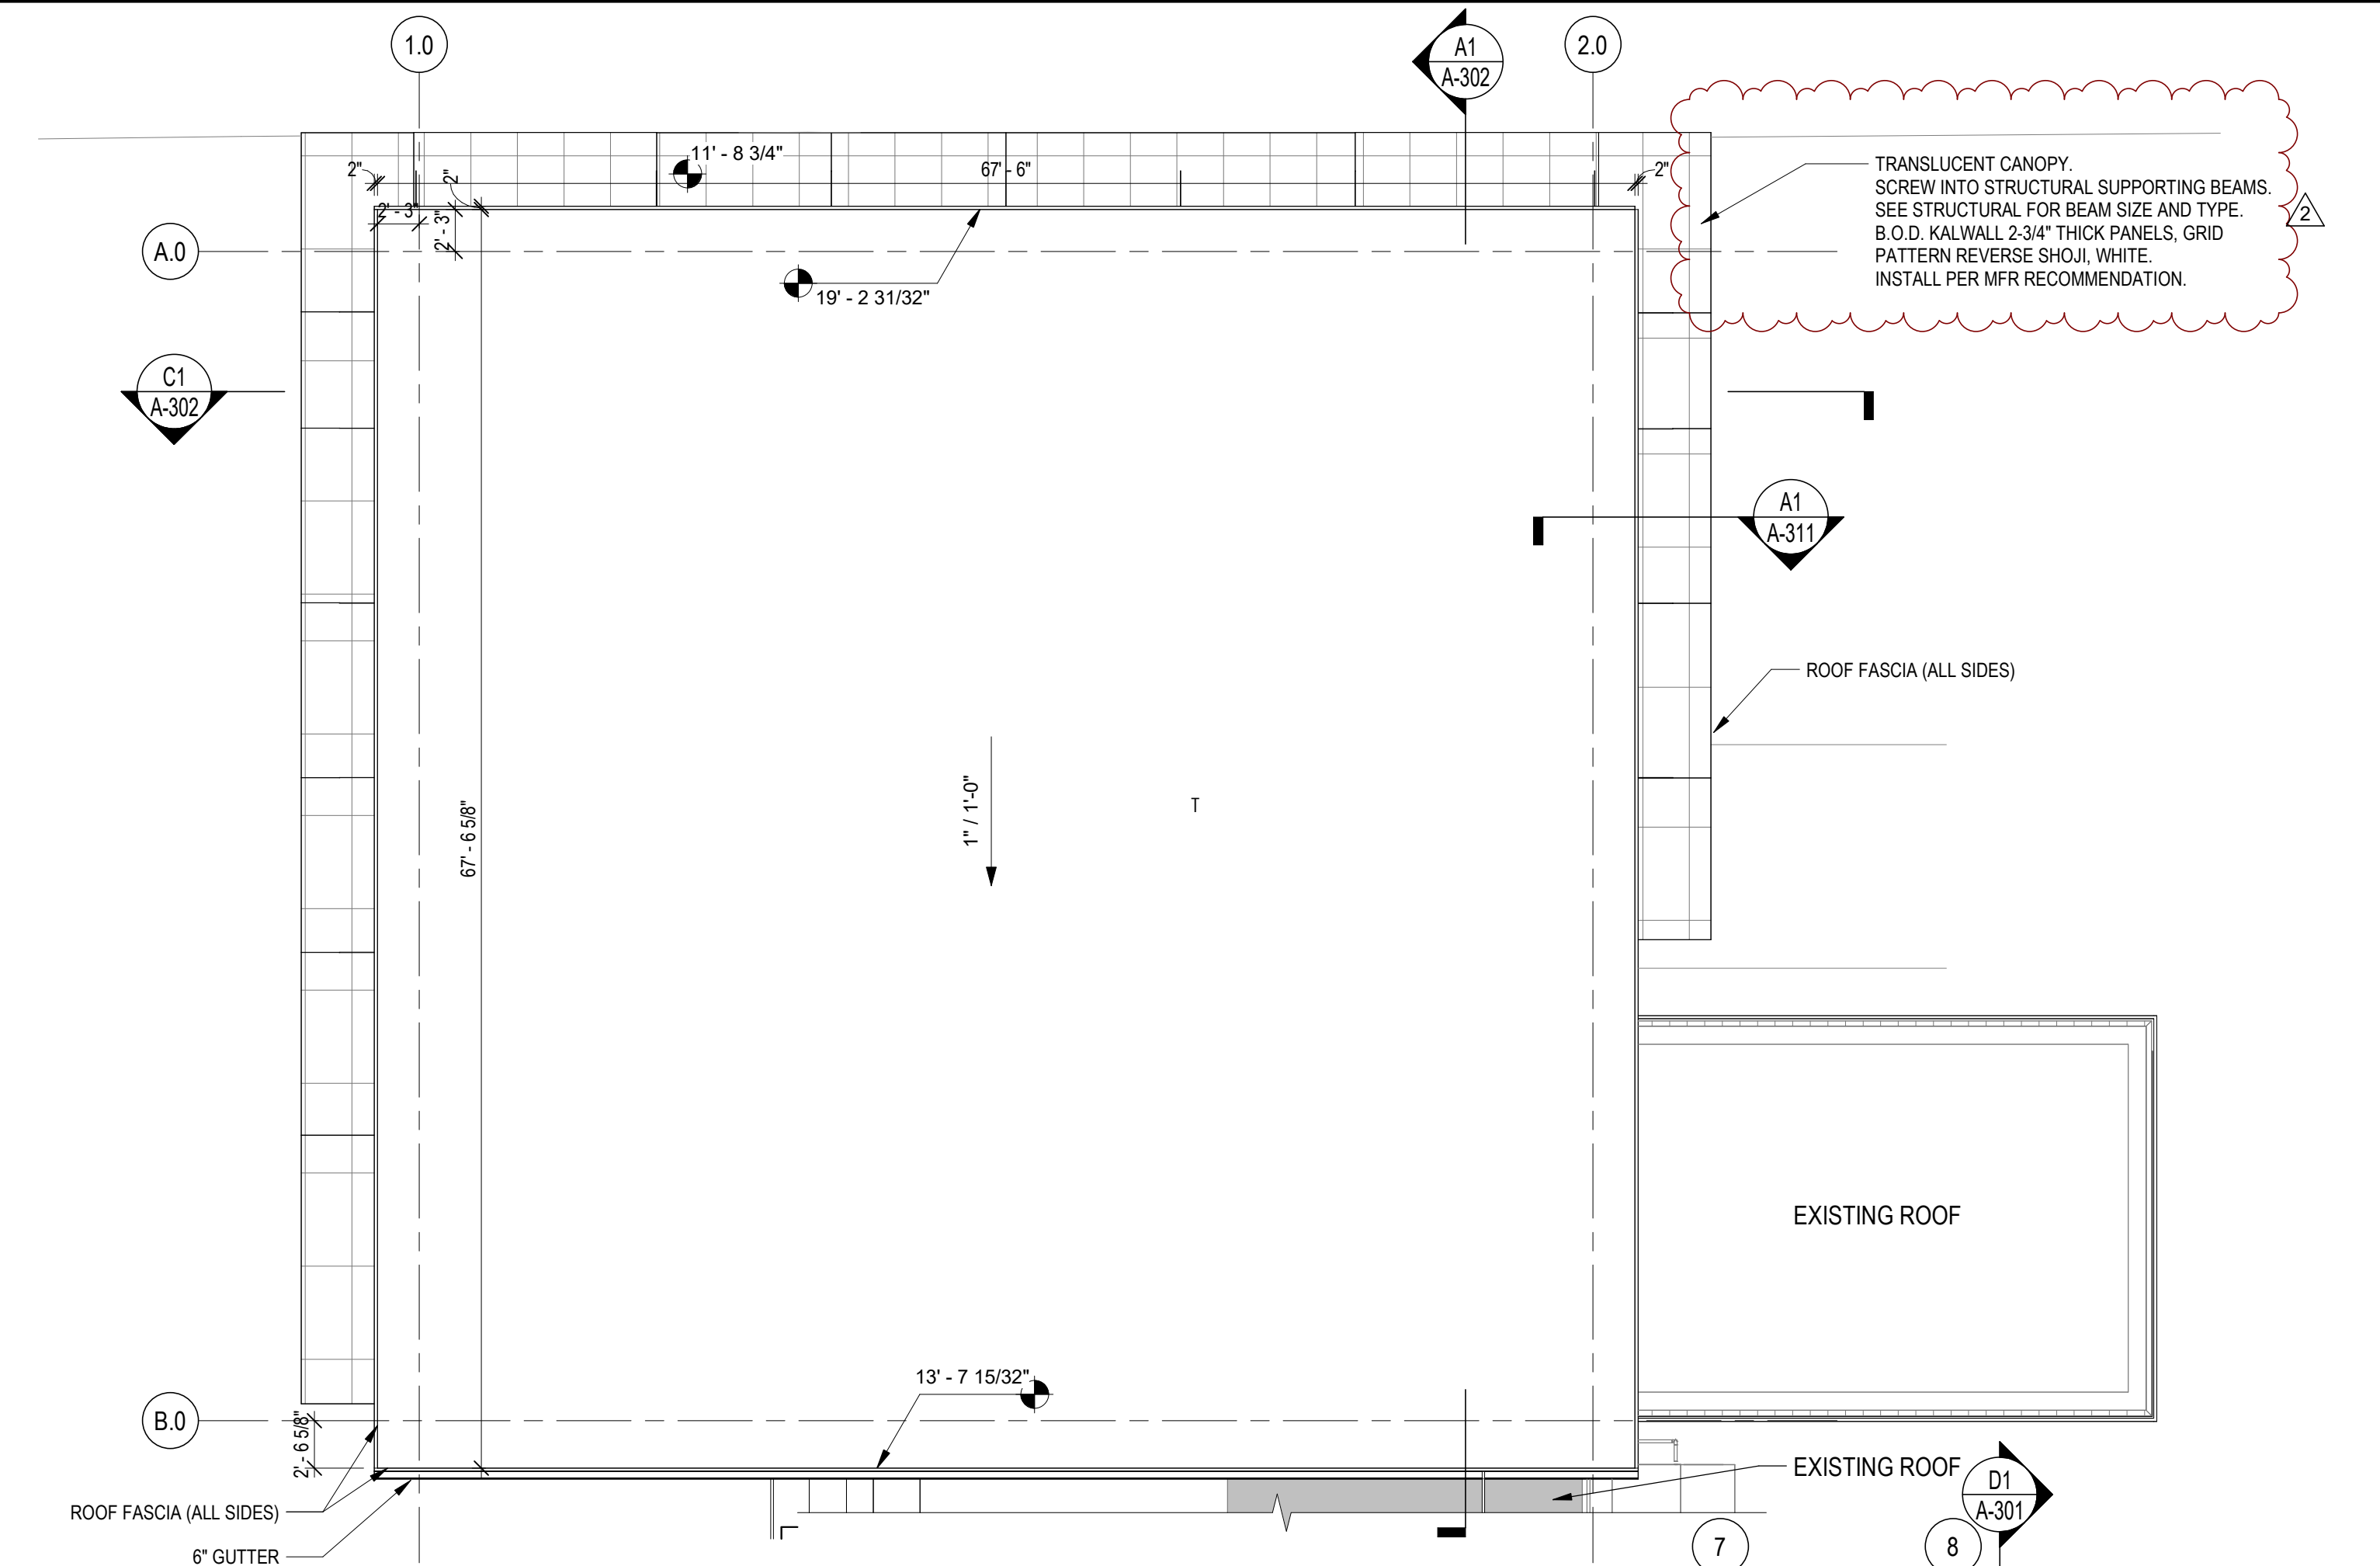 1.0
A1
A-302
2.0
TRANSLUCENT CANOPY.
SCREW INTO STRUCTURAL SUPPORTING BEAMS.
SEE STRUCTURAL FOR BEAM SIZE AND TYPE.
B.O.D. KALWALL 2-3/4" THICK PANELS, GRID
PATTERN REVERSE SHOJI, WHITE.
INSTALL PER MFR RECOMMENDATION.
2
2"
2"
11' - 8 3/4"
67' - 6"
2"
2' - 3"
2' - 3"
A.0
19' - 2 31/32"
C1
A-302
A1
A-311
ROOF FASCIA (ALL SIDES)
67' - 6 5/8"
1" / 1'-0"
T
EXISTING ROOF
13' - 7 15/32"
B.0
2' - 6 5/8"
EXISTING ROOF
D1
A-301
ROOF FASCIA (ALL SIDES)
6" GUTTER
7
8